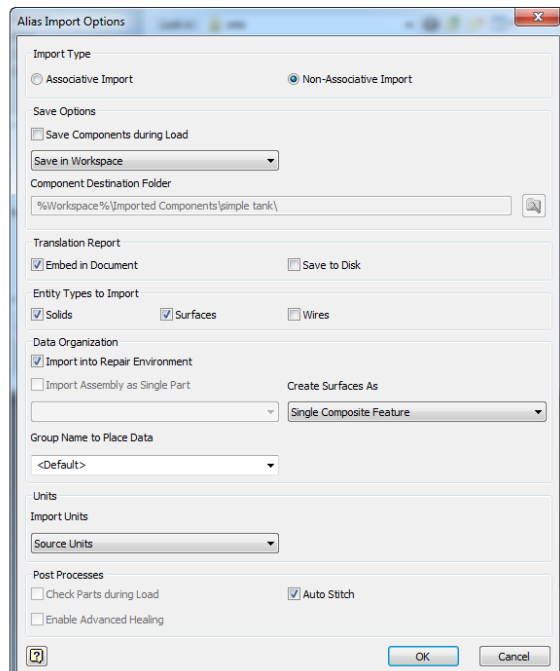 Alias Import Options
Import Type
Associative Import
Non-Associative Import
Save Options
Save Components during Load
Save in Workspace
Component Destination Folder
%Workspace%\Imported Components\simple tank\
Translation Report
Embed in Document
Save to Disk
Entity Types to Import
Solids
Surfaces
Wires
Data Organization
Import into Repair Environment
Import Assembly as Single Part
Create Surfaces As
Single Composite Feature
Group Name to Place Data
<Default>
Units
Import Units
Source Units
Post Processes
Check Parts during Load
Auto Stitch
Enable Advanced Healing
OK
Cancel